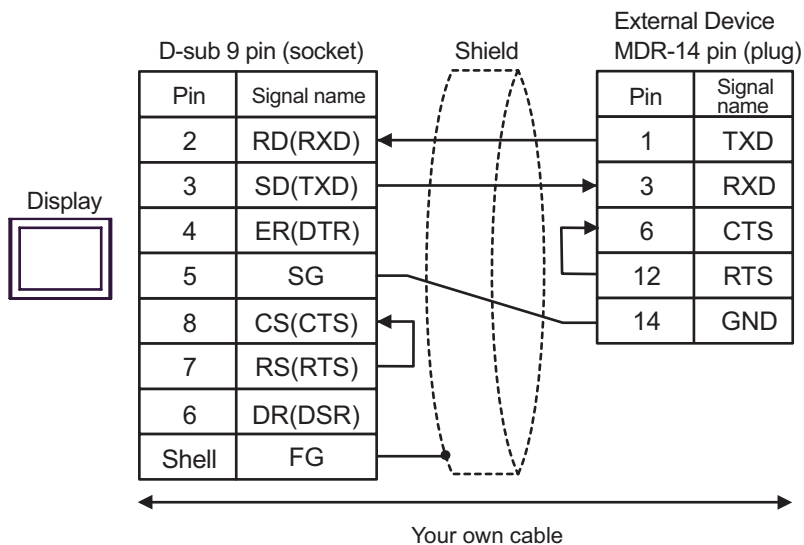 External Device
D-sub 9 pin (socket) Shield MDR-14 pin (plug)
Pin Signal name Pin Signal
name
2 RD(RXD) 1 TXD
3 SD(TXD) 3 RXD
Display
4 ER(DTR) 6 CTS
5 SG 12 RTS
8 CS(CTS) 14 GND
7 RS(RTS)
6 DR(DSR)
Shell FG
Your own cable